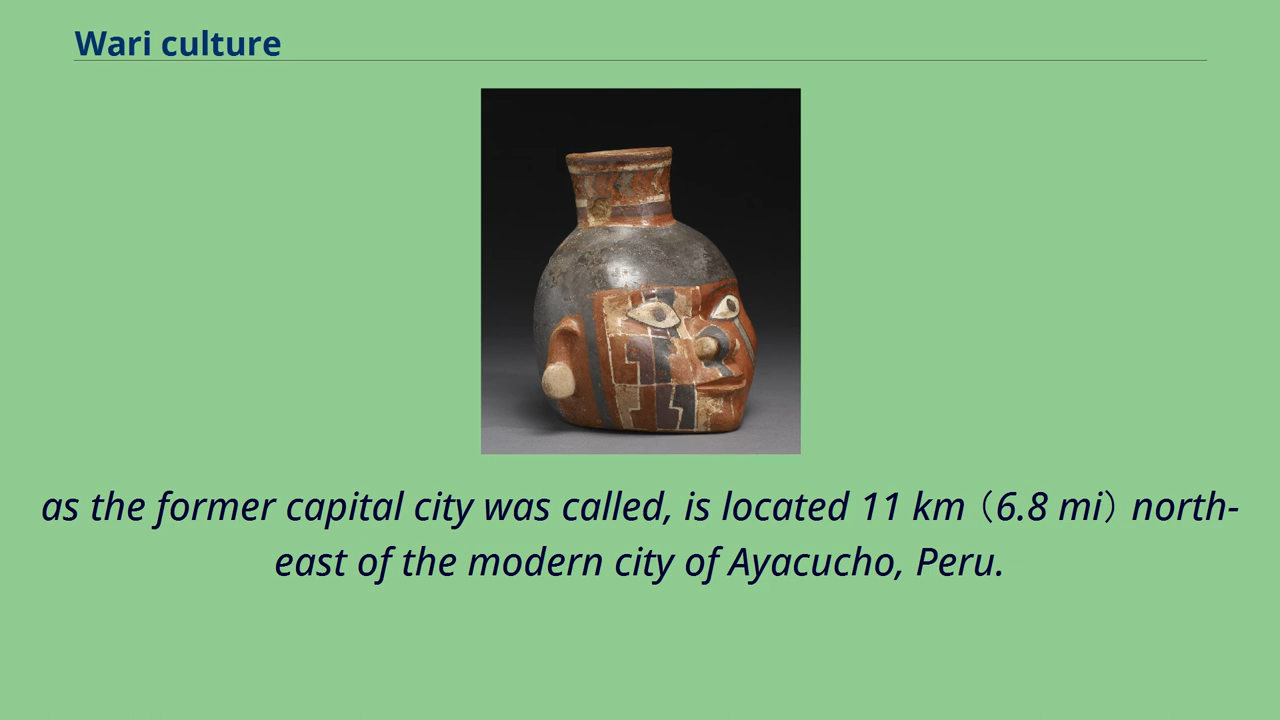 Wari culture
as the former capital city was called, is located 11 km（6.8 mi）north-
east of the modern city of Ayacucho, Peru.